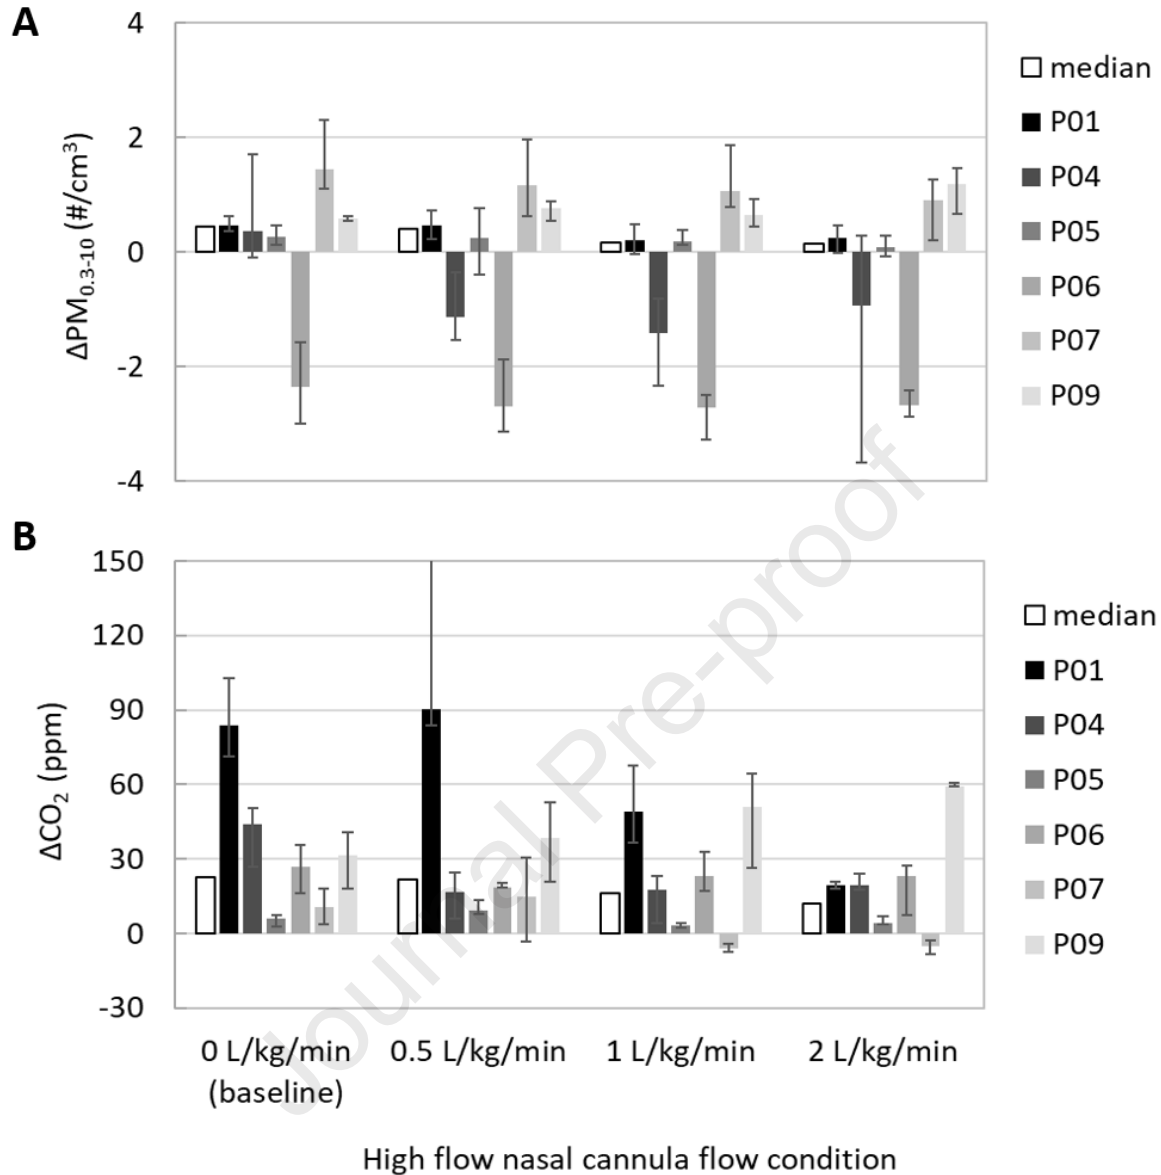 A
4
2
0
-2
-4
ΔPM0.3-10 (#/cm³)
median
P01
P04
P05
P06
P07
P09
B
150
120
90
60
30
0
-30
ΔCO2 (ppm)
median
P01
P04
P05
P06
P07
P09
0 L/kg/min 0.5 L/kg/min 1 L/kg/min 2 L/kg/min
(baseline)
High flow nasal cannula flow condition
Journal Pre-proof